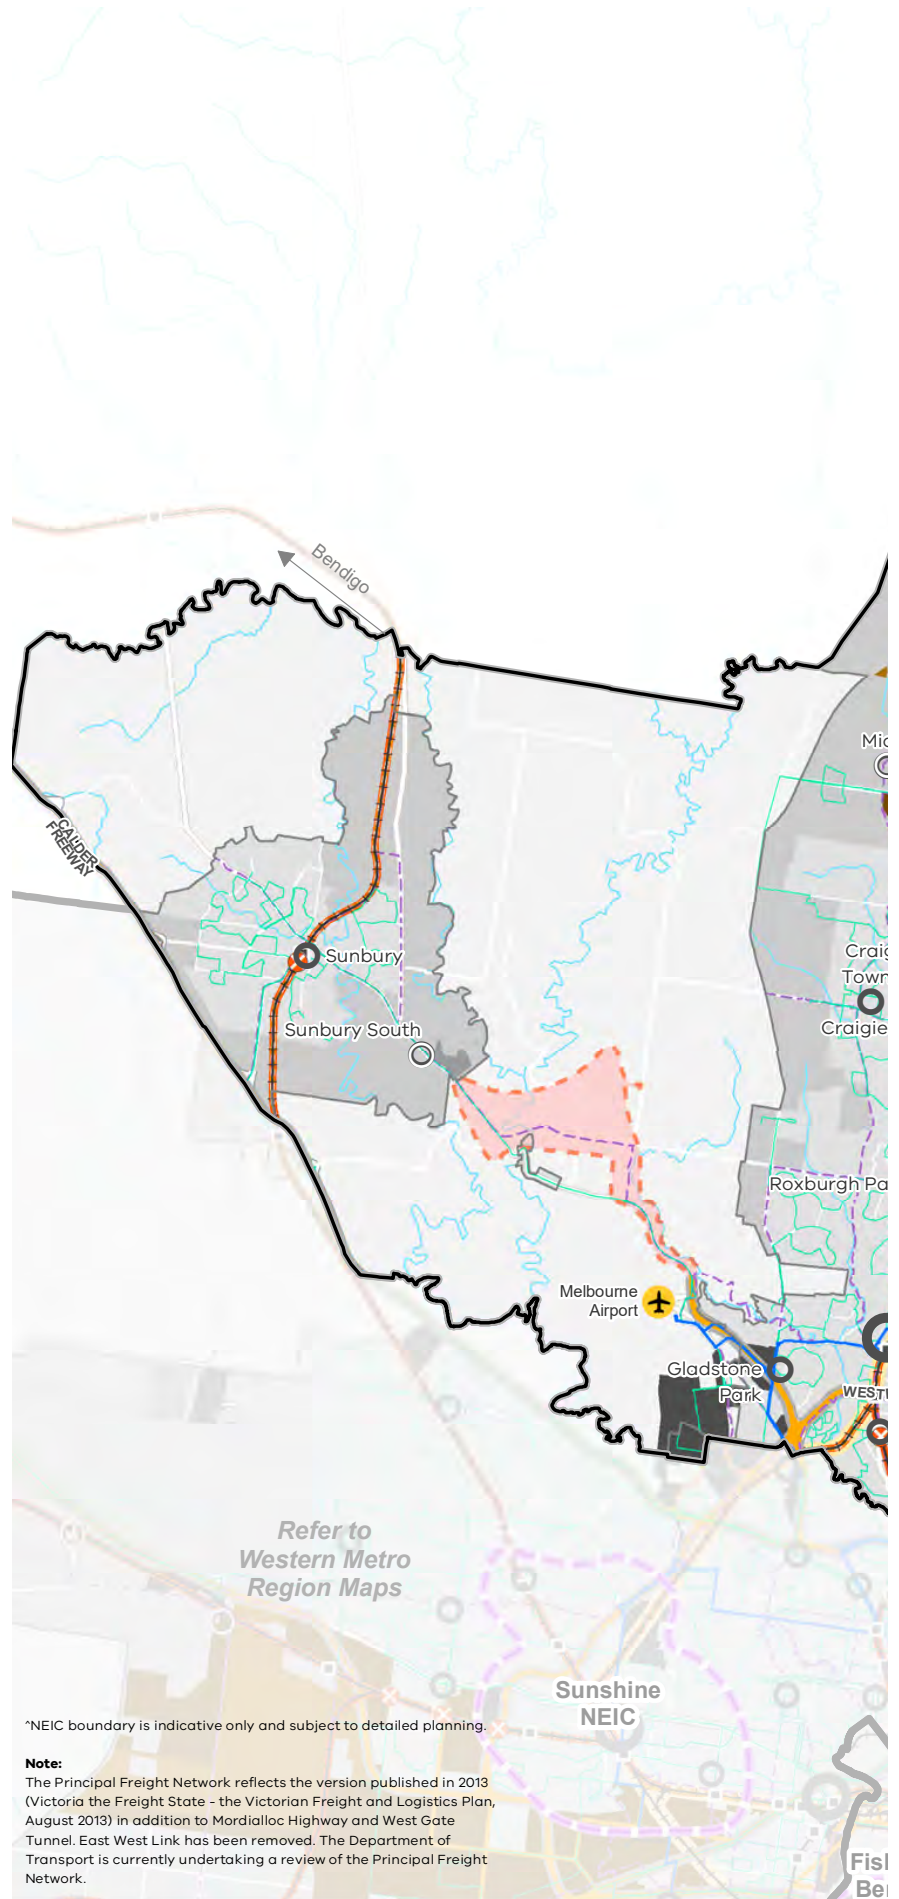 Bendigo
Mic
CALDER
FREEWAY
Sunbury
Craig
Town
Craigie
Sunbury South
Roxburgh Pa
Melbourne
Airport
Gladstone
Park
WEST
Refer to
Western Metro
Region Maps
Sunshine
NEIC
^NEIC boundary is indicative only and subject to detailed planning.
Note:
The Principal Freight Network reflects the version published in 2013
(Victoria the Freight State - the Victorian Freight and Logistics Plan,
August 2013) in addition to Mordialloc Highway and West Gate
Tunnel. East West Link has been removed. The Department of
Transport is currently undertaking a review of the Principal Freight
Network.
Fish
Be